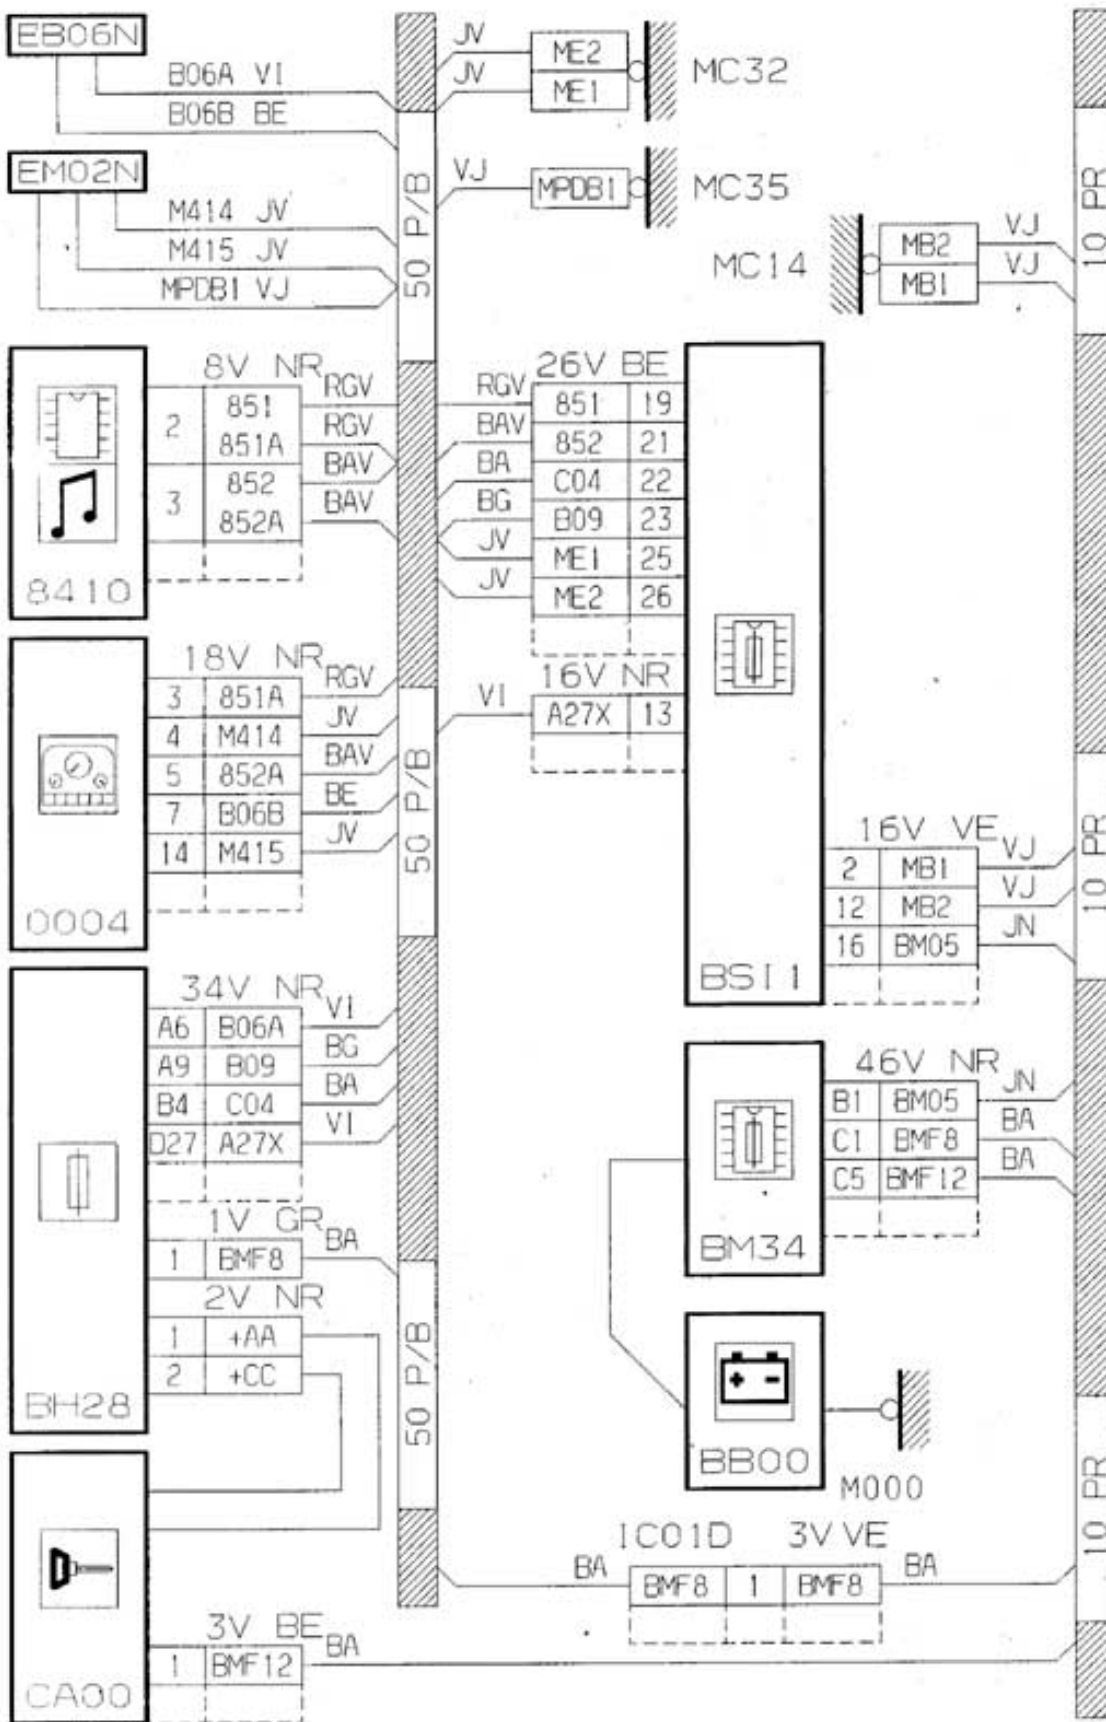 EB06N
B06A VI
B06B BE
EM02N
M414 JV
M415 JV
MPDB1 VJ
50 P/B
JV ME2
JV ME1
MC32
VJ MPDB1
MC35
MC14
MB2 VJ
MB1 VJ
10 PR
8V NR
2 851 RGV
851A RGV
3 852 BAV
852A BAV
8410
26V BE
RGV 851 19
BAV 852 21
BA C04 22
BG B09 23
JV ME1 25
JV ME2 26
16V NR
VI A27X 13
18V NR
3 851A RGV
4 M414 JV
5 852A BAV
7 B06B BE
14 M415 JV
0004
50 P/B
16V VE
2 MB1 VJ
12 MB2 VJ
16 BM05 JN
BSI1
10 PR
34V NR
A6 B06A VI
A9 B09 BG
B4 C04 BA
D27 A27X VI
1V GR
1 BMF8 BA
2V NR
1 +AA
2 +CC
BH28
50 P/B
46V NR
B1 BM05 JN
C1 BMF8 BA
C5 BMF12 BA
BM34
+ -
BB00
M000
10 PR
IC01D 3V VE
BA BMF8 1 BMF8 BA
3V BE
1 BMF12 BA
CA00